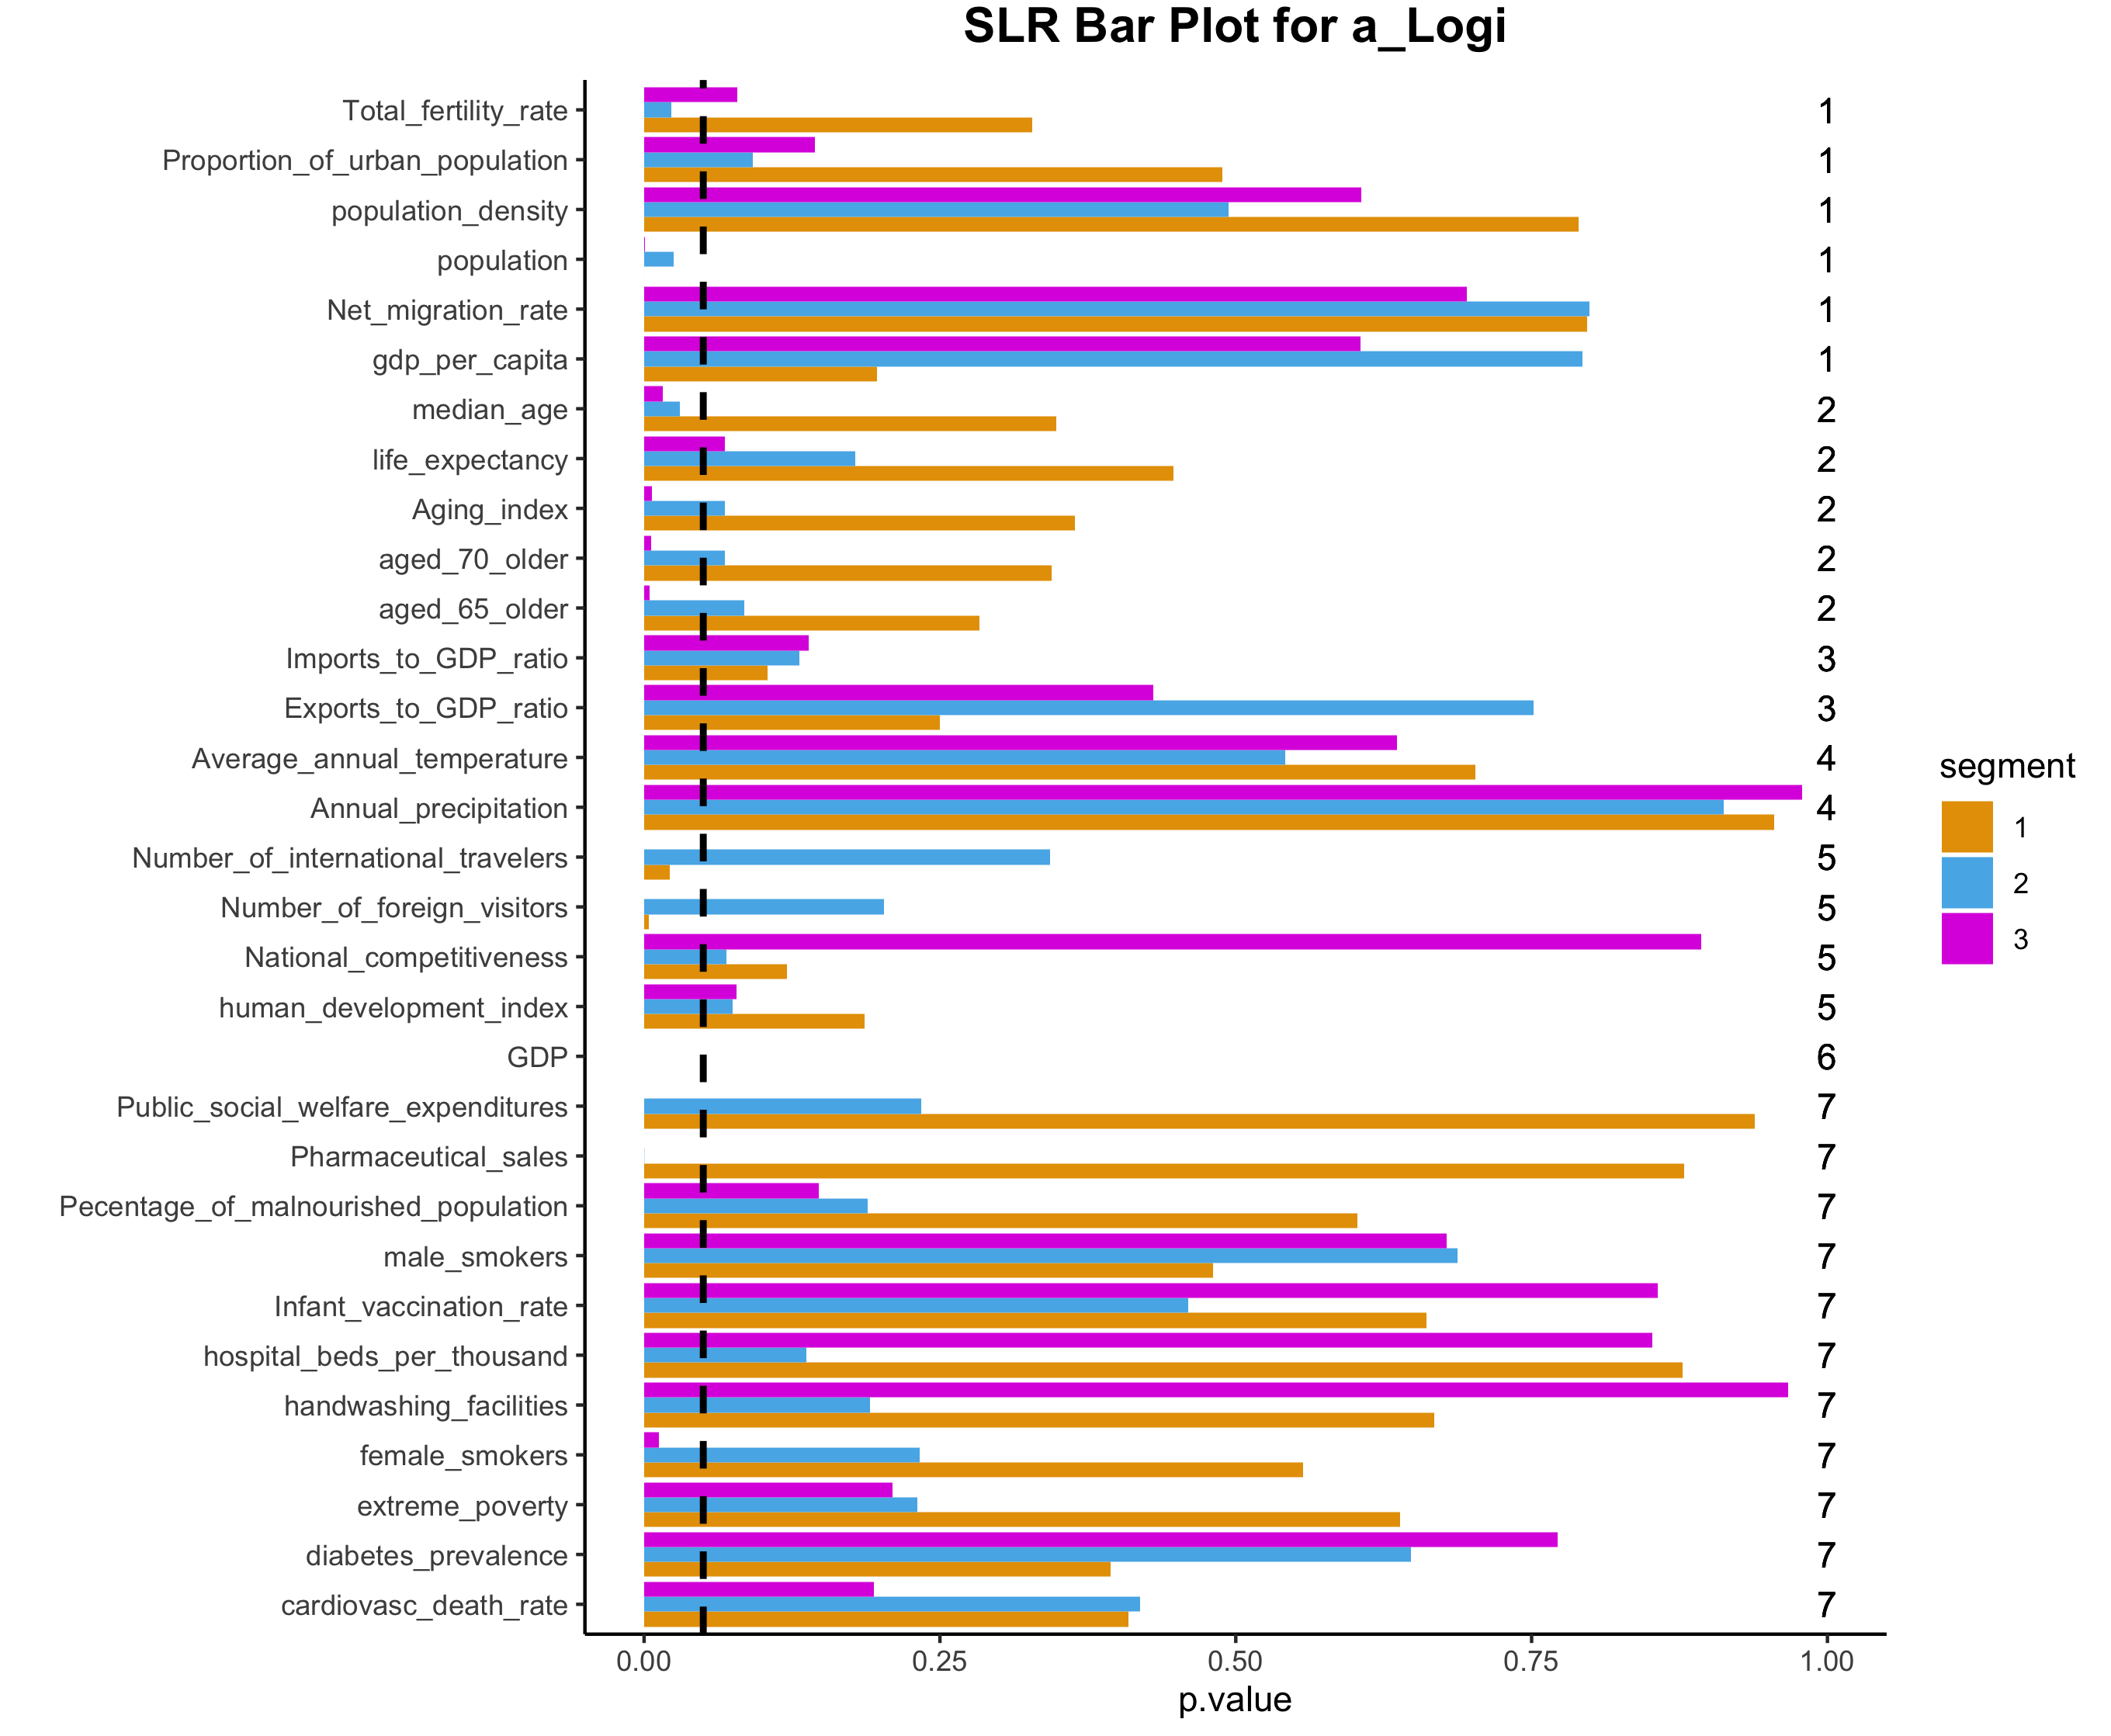 SLR Bar Plot for a_Logi
Total_fertility_rate 1
Proportion_of_urban_population 1
population_density 1
population 1
Net_migration_rate 1
gdp_per_capita 1
median_age 2
life_expectancy 2
Aging_index 2
aged_70_older 2
aged_65_older 2
Imports_to_GDP_ratio 3
Exports_to_GDP_ratio 3
Average_annual_temperature 4
Annual_precipitation 4
Number_of_international_travelers 5
Number_of_foreign_visitors 5
National_competitiveness 5
human_development_index 5
GDP 6
Public_social_welfare_expenditures 7
Pharmaceutical_sales 7
Pecentage_of_malnourished_population 7
male_smokers 7
Infant_vaccination_rate 7
hospital_beds_per_thousand 7
handwashing_facilities 7
female_smokers 7
extreme_poverty 7
diabetes_prevalence 7
cardiovasc_death_rate 7
0.00 0.25 0.50 0.75 1.00
p.value
segment
1
2
3